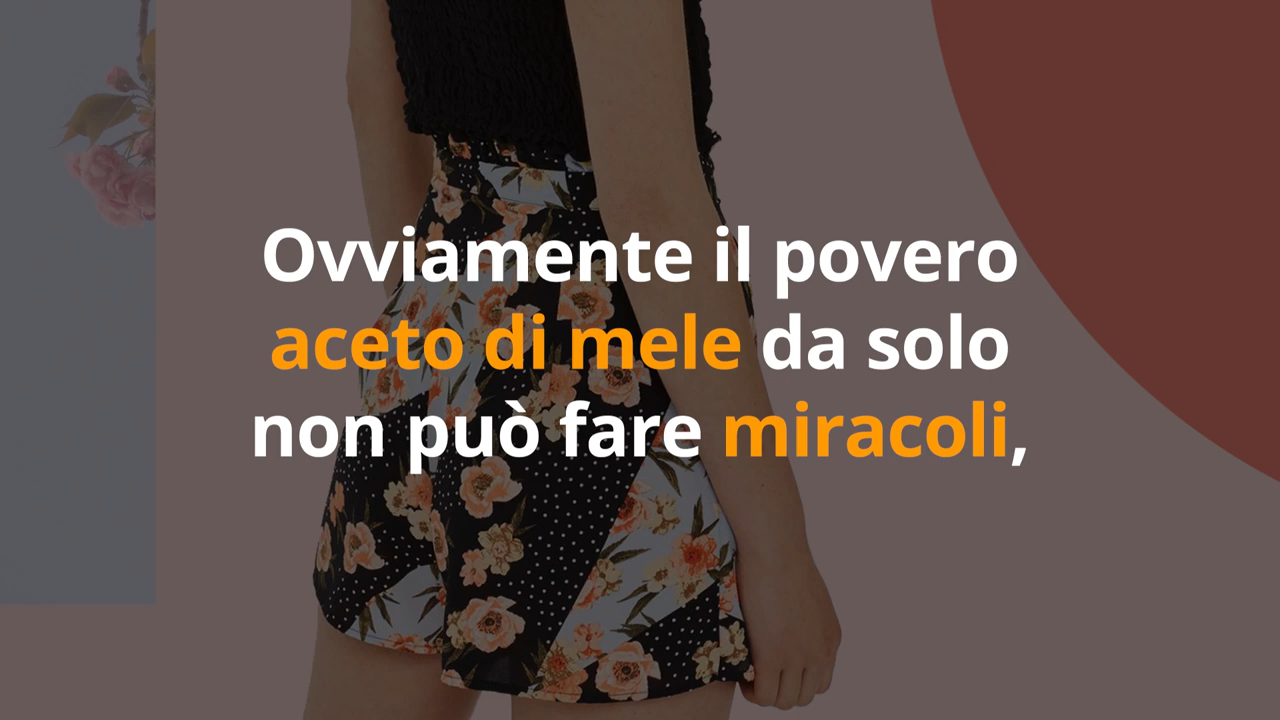 Ovviamente il povero
aceto di mele da solo
non può fare miracoli,